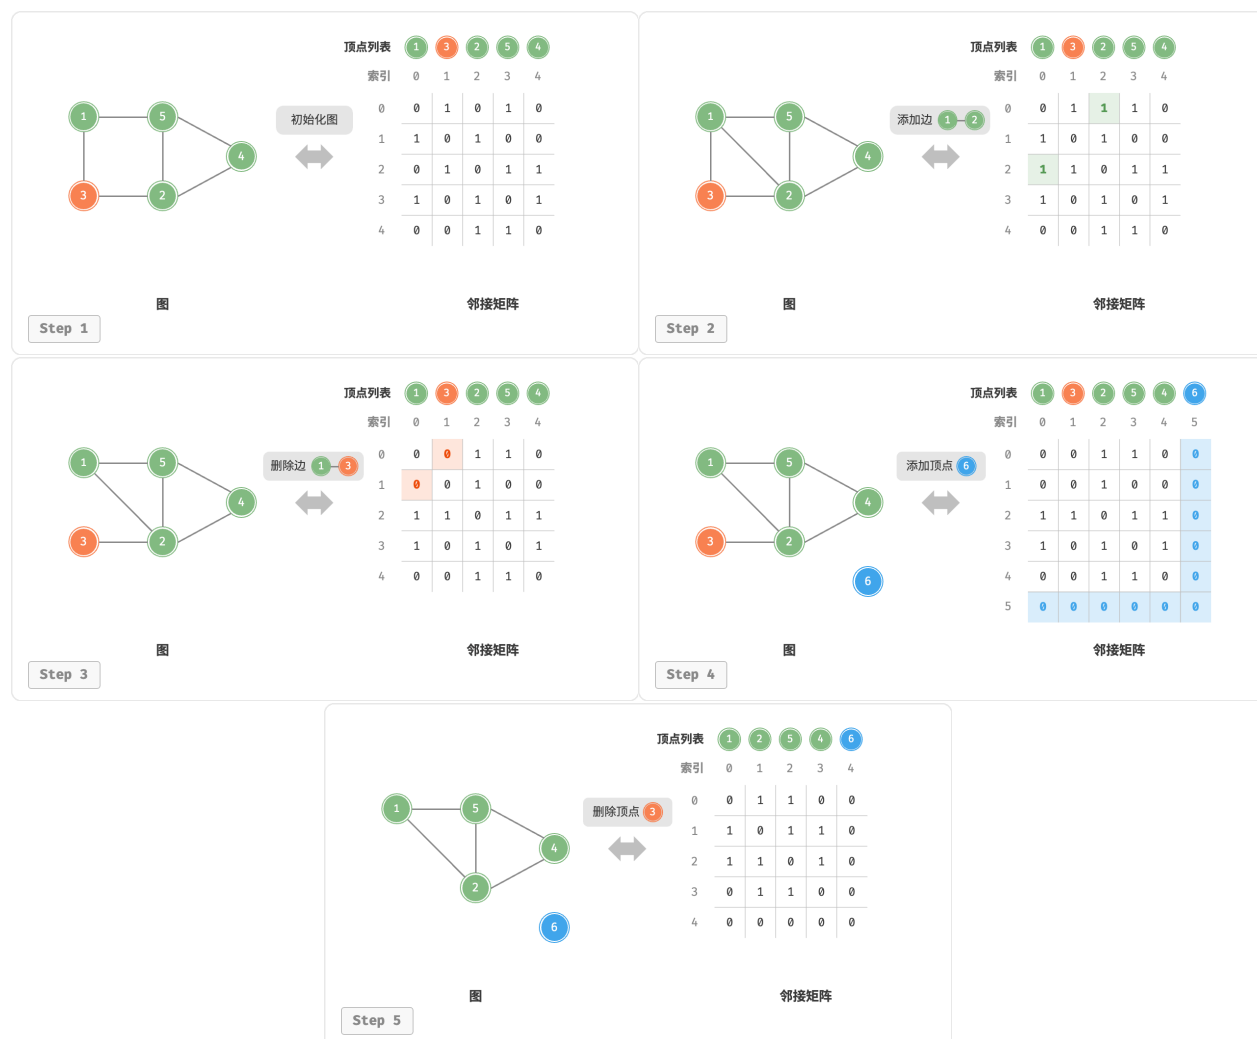 顶点列表 1 3 2 5 4
索引 0 1 2 3 4
1 5 4 3 2
初始化图
0 0 1 0 1 0
1 1 0 1 0 0
2 0 1 0 1 1
3 1 0 1 0 1
4 0 0 1 1 0
图 邻接矩阵
Step 1
顶点列表 1 3 2 5 4
索引 0 1 2 3 4
1 5 4 3 2
添加边 1 2
0 0 1 1 1 0
1 1 0 1 0 0
2 1 1 0 1 1
3 1 0 1 0 1
4 0 0 1 1 0
图 邻接矩阵
Step 2
顶点列表 1 3 2 5 4
索引 0 1 2 3 4
1 5 4 3 2
删除边 1 3
0 0 0 1 1 0
1 0 0 1 0 0
2 1 1 0 1 1
3 1 0 1 0 1
4 0 0 1 1 0
图 邻接矩阵
Step 3
顶点列表 1 3 2 5 4 6
索引 0 1 2 3 4 5
1 5 4 3 2 6
添加顶点 6
0 0 0 1 1 0 0
1 0 0 1 0 0 0
2 1 1 0 1 1 0
3 1 0 1 0 1 0
4 0 0 1 1 0 0
5 0 0 0 0 0 0
图 邻接矩阵
Step 4
顶点列表 1 2 5 4 6
索引 0 1 2 3 4
1 5 4 2 6
删除顶点 3
0 0 1 1 0 0
1 1 0 1 1 0
2 1 1 0 1 0
3 0 1 1 0 0
4 0 0 0 0 0
图 邻接矩阵
Step 5